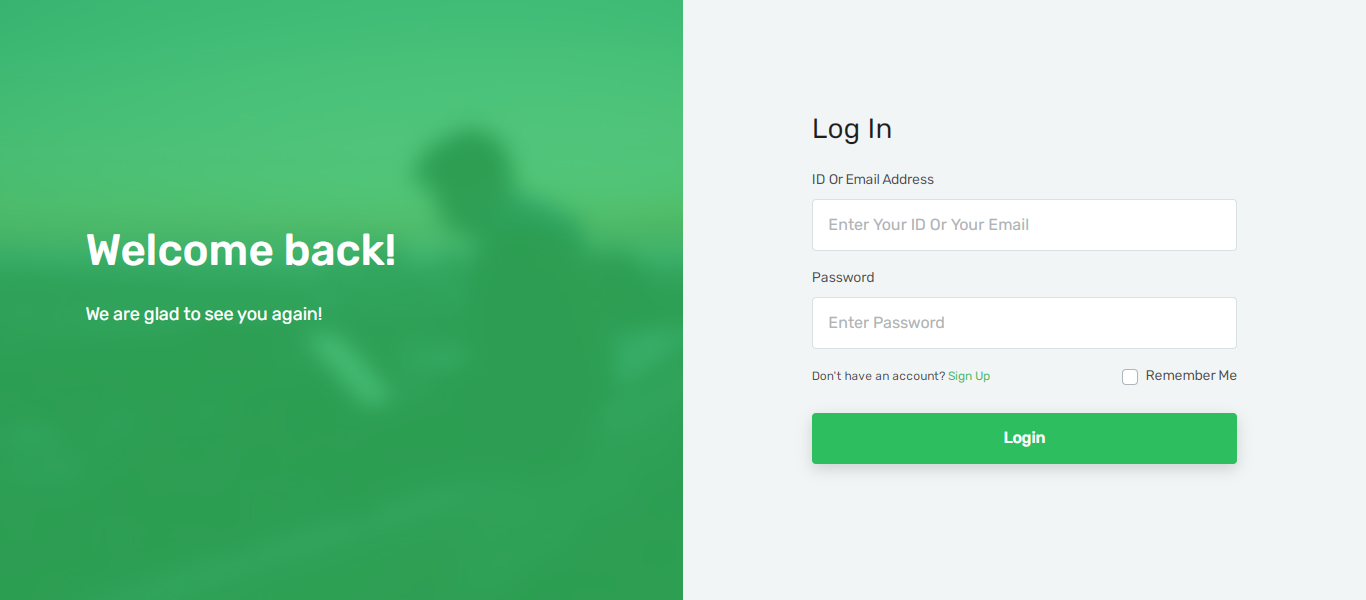 Welcome back!
We are glad to see you again!
Log In
ID Or Email Address
Enter Your ID Or Your Email
Password
Enter Password
Don't have an account? Sign Up
Remember Me
Login